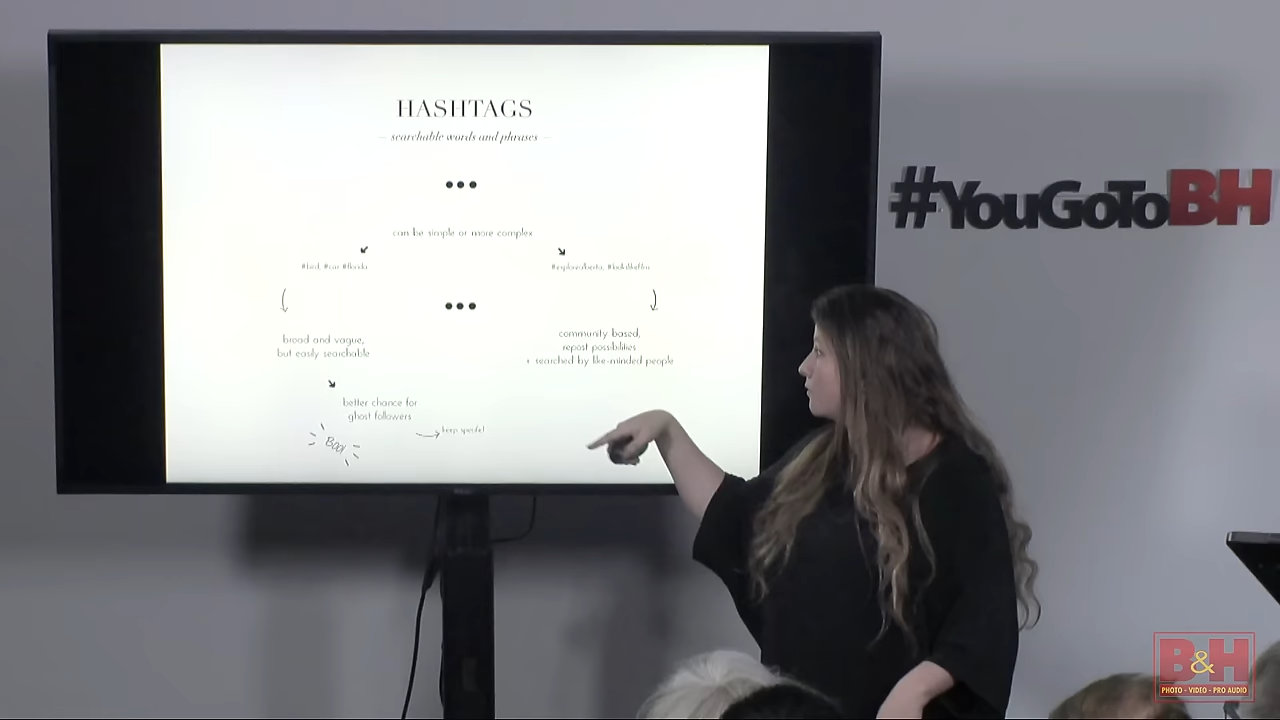 HASHTAGS
searchable words and phrases
can be simple or more complex
#bird, #car #florida
#explorealberta, #lookslikefilm
broad and vague,
but easily searchable
community based,
repost possibilities
+ searched by like-minded people
better chance for
ghost followers
keep specific!
BOO!
#YouGoToBH
B&H
PHOTO - VIDEO - PRO AUDIO